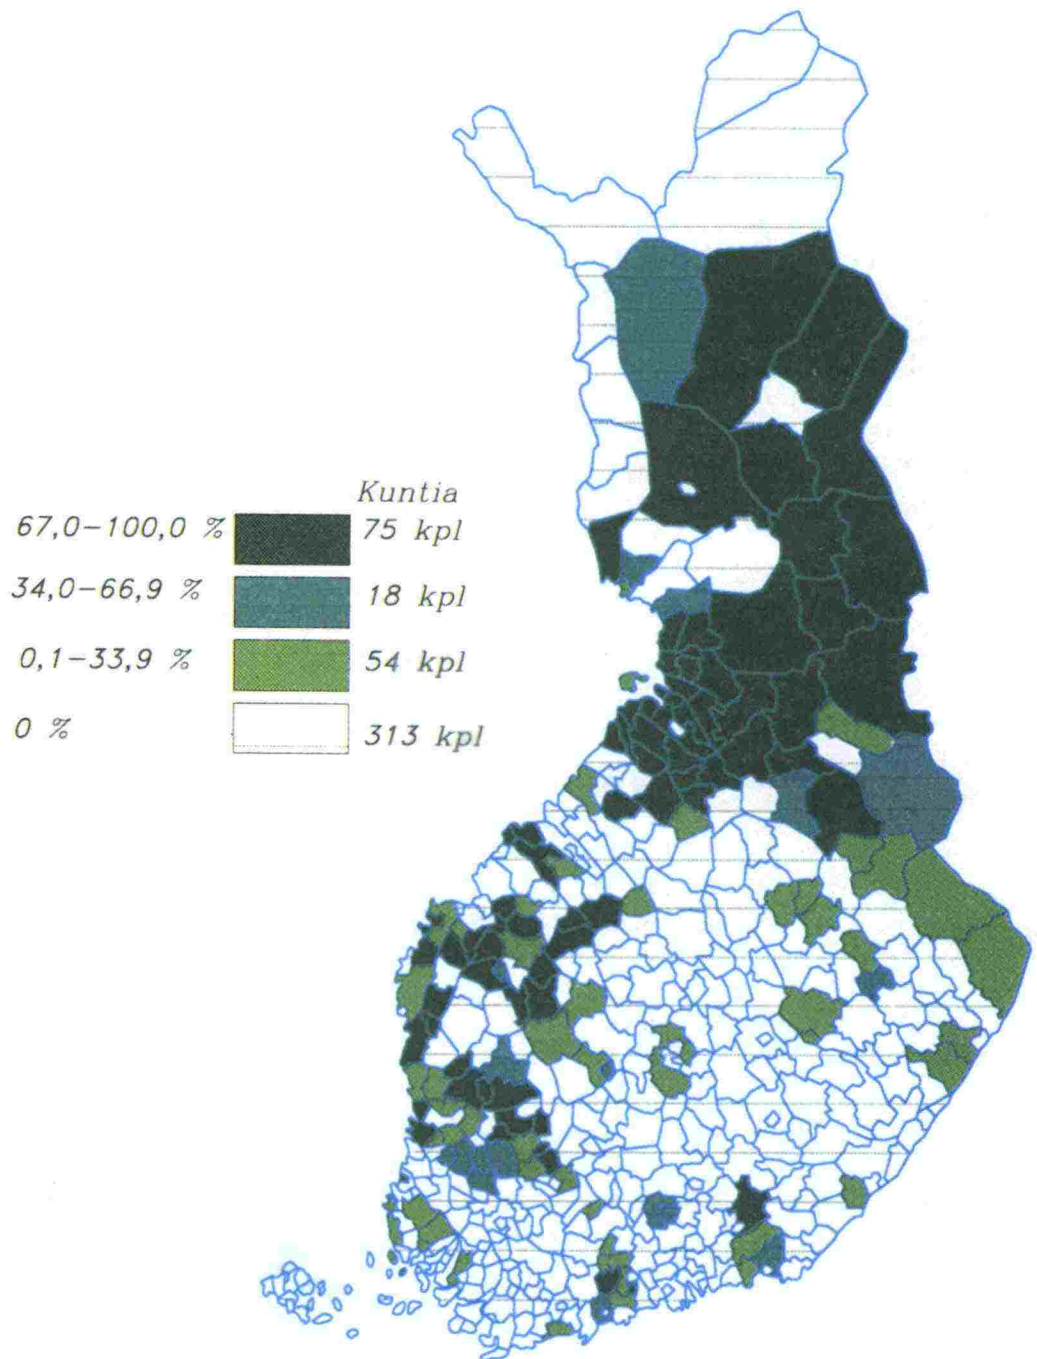 Kuntia
67,0-100,0 % 75 kpl
34,0-66,9 % 18 kpl
0,1-33,9 % 54 kpl
0 % 313 kpl